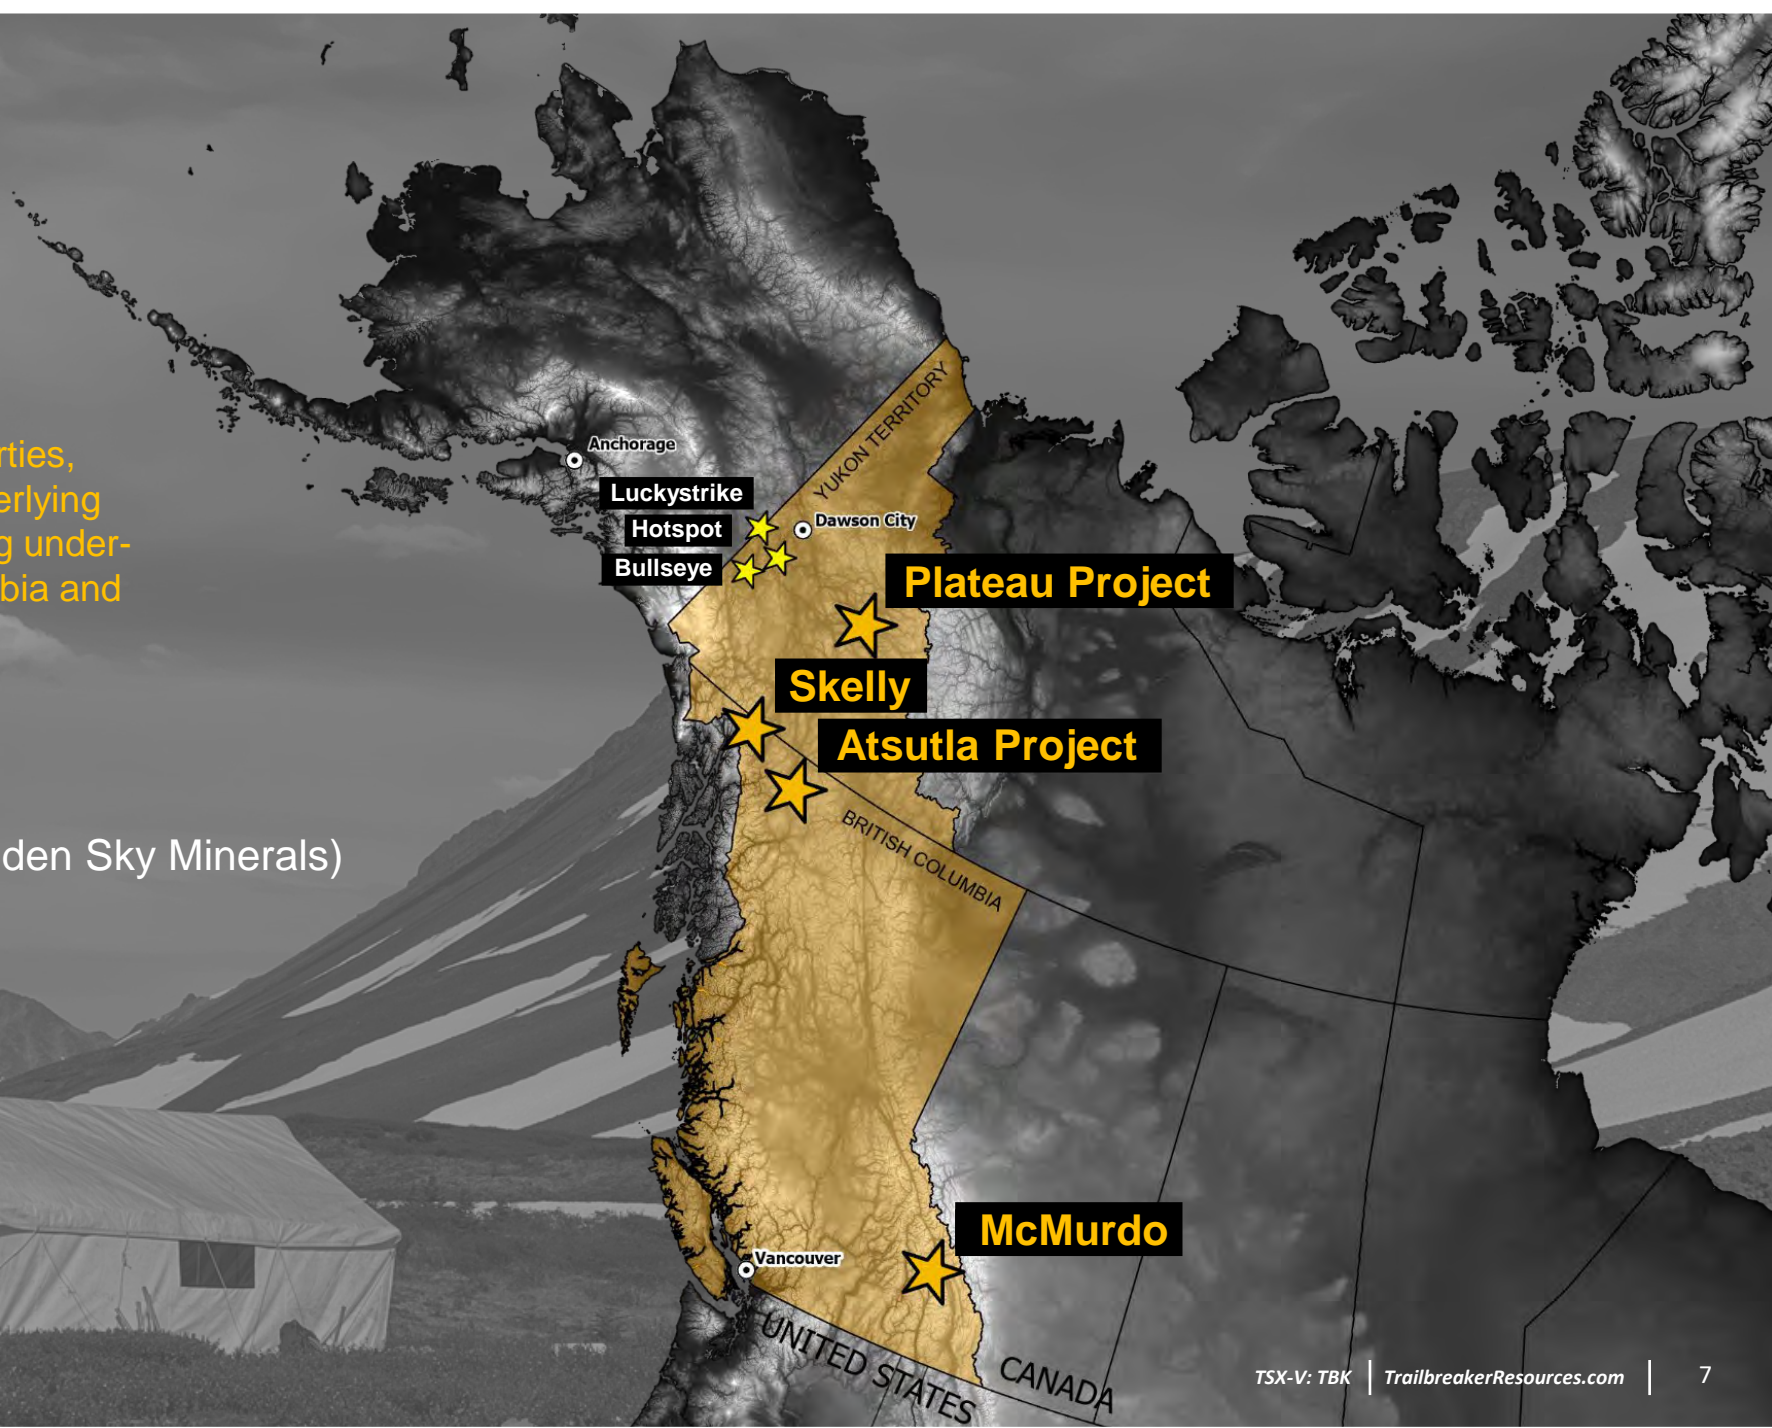 rties,
erlying
g under-
bia and
den Sky Minerals)
Anchorage
YUKON TERRITORY
Luckystrike
Hotspot
Bullseye
Dawson City
Plateau Project
Skelly
Atsutla Project
BRITISH COLUMBIA
McMurdo
Vancouver
UNITED STATES
CANADA
TSX-V: TBK | TrailbreakerResources.com | 7